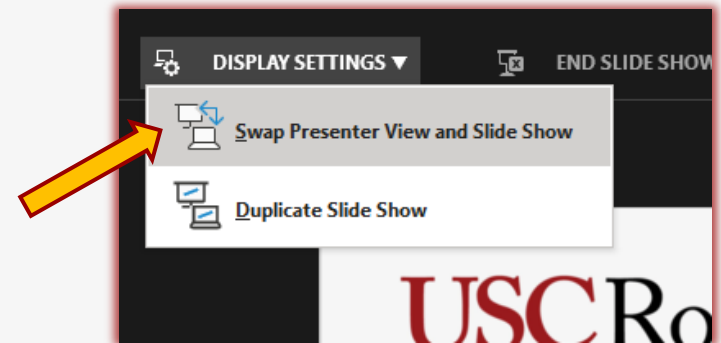 DISPLAY SETTINGS ▼ END SLIDE SHOW
Swap Presenter View and Slide Show
Duplicate Slide Show
USC Ro